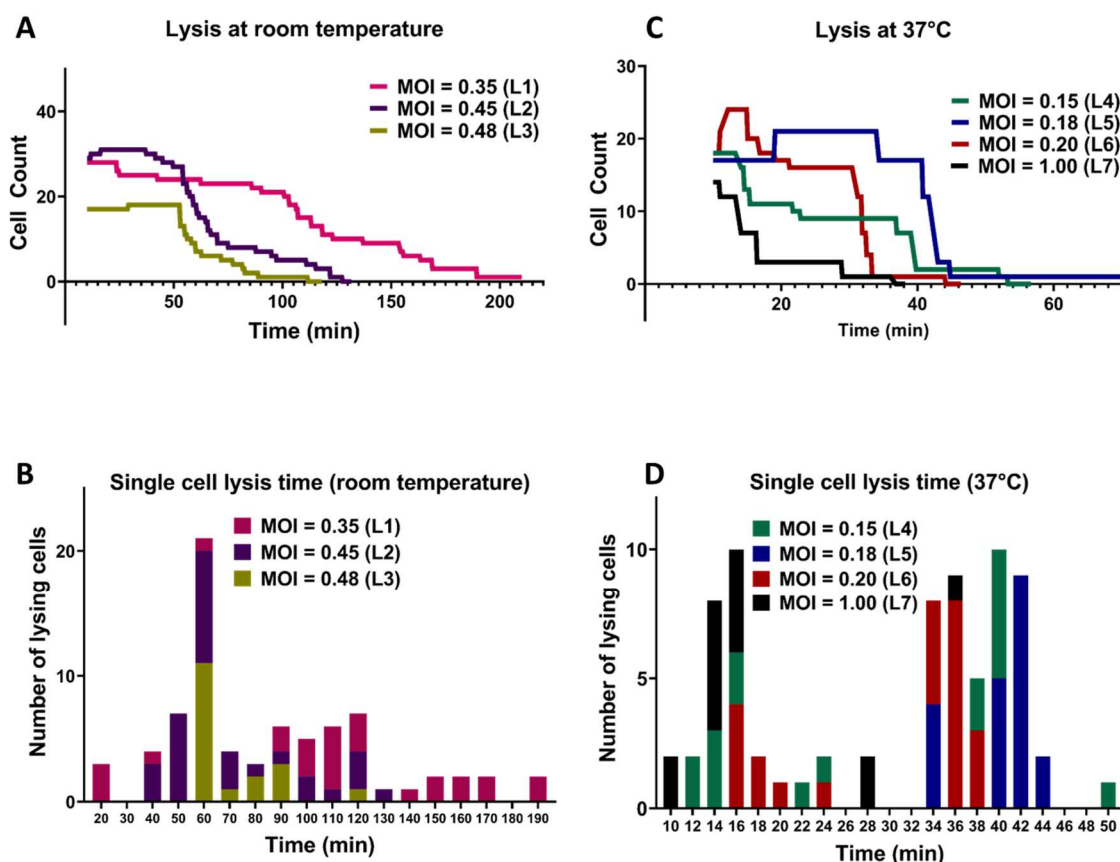 A
Lysis at room temperature
MOI = 0.35 (L1)
MOI = 0.45 (L2)
MOI = 0.48 (L3)
Cell Count
40
20
0
50
100
150
200
Time (min)
C
Lysis at 37°C
MOI = 0.15 (L4)
MOI = 0.18 (L5)
MOI = 0.20 (L6)
MOI = 1.00 (L7)
Cell Count
30
20
10
0
20
40
60
Time (min)
B
Single cell lysis time (room temperature)
MOI = 0.35 (L1)
MOI = 0.45 (L2)
MOI = 0.48 (L3)
Number of lysing cells
20
10
0
20 30 40 50 60 70 80 90 100 110 120 130 140 150 160 170 180 190
Time (min)
D
Single cell lysis time (37°C)
MOI = 0.15 (L4)
MOI = 0.18 (L5)
MOI = 0.20 (L6)
MOI = 1.00 (L7)
Number of lysing cells
10
5
0
10 12 14 16 18 20 22 24 26 28 30 32 34 36 38 40 42 44 46 48 50
Time (min)